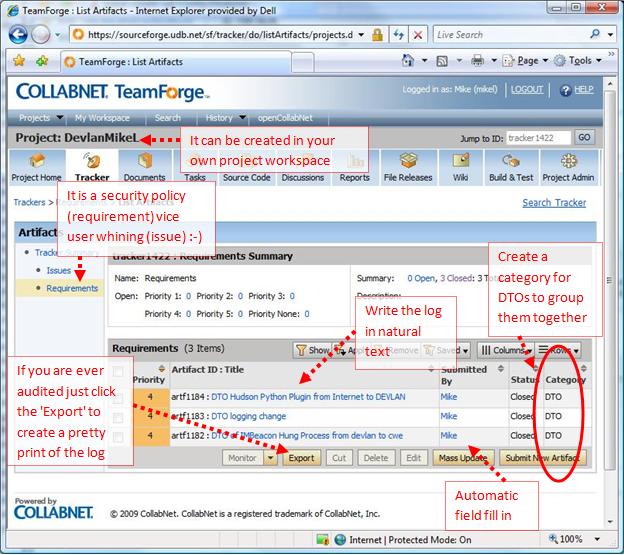 TeamForge : List Artifacts - Internet Explorer provided by Dell
https://sourceforge.udb.net/sf/tracker/do/listArtifacts/projects.d
Live Search
TeamForge : List Artifacts
Page
Tools
COLLABNET TeamForge
Logged in as: Mike (mikel) LOGOUT ? HELP
Projects My Workspace Search History openCollabNet
Project: DevlanMikeL
Jump to ID: tracker1422 GO
It can be created in your
own project workspace
Project Home Tracker Documents Tasks Source Code Discussions Reports File Releases Wiki Build & Test Project Admin
Trackers > List Artifacts
Search Tracker
It is a security policy
(requirement) vice
user whining (issue) :-)
Artifacts
Tracker
Issues
Requirements
tracker1422 : Requirements Summary
Name: Requirements
Summary: 0 Open, 3 Closed: 3 Total
Open: Priority 1: 0 Priority 2: 0 Priority 3: 0
Description:
Priority 4: 0 Priority 5: 0 Priority None: 0
Create a
category for
DTOs to group
them together
Write the log
in natural
text
Requirements (3 Items)
Show Apply Remove Saved Columns Rows
If you are ever
audited just click
the 'Export' to
create a pretty
print of the log
Priority Artifact ID : Title Submitted By Status Category
4 artf1184 : DTO Hudson Python Plugin from Internet to DEVLAN Mike Closed DTO
4 artf1183 : DTO logging change Mike Closed DTO
4 artf1182 : DTO of IMBeacon Hung Process from devlan to cwe Mike Closed DTO
Monitor Export Cut Delete Edit Mass Update Submit New Artifact
Automatic
field fill in
Powered by
COLLABNET. © 2009 CollabNet. CollabNet is a registered trademark of CollabNet, Inc.
Internet | Protected Mode: On 100%